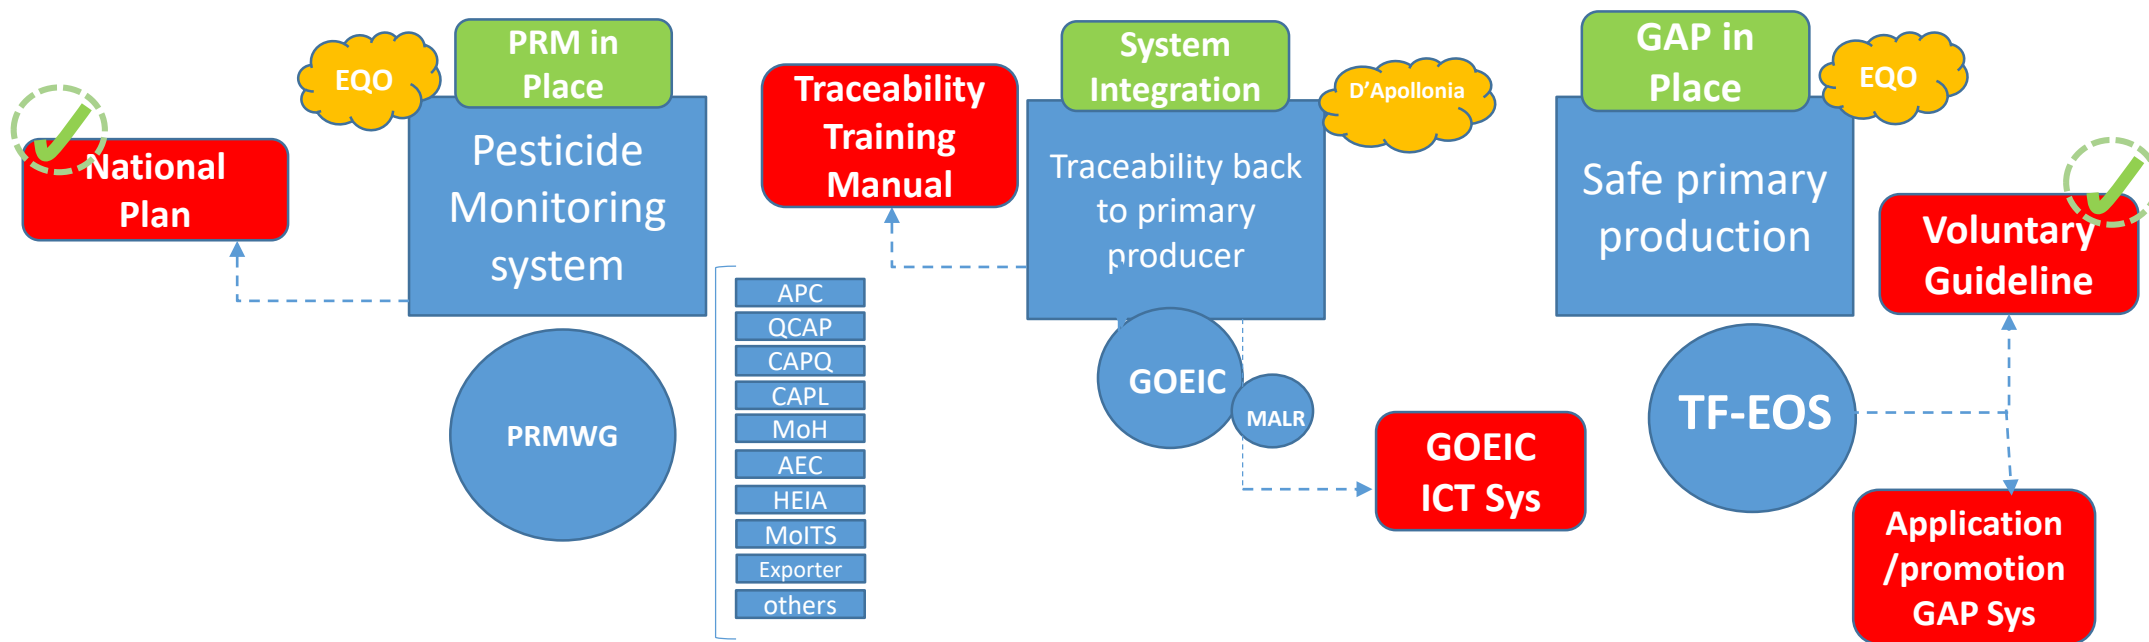 EQO
PRM in
Place
Pesticide
Monitoring
system
National
Plan
PRMWG
APC
QCAP
CAPQ
CAPL
MoH
AEC
HEIA
MoITS
Exporter
others
Traceability
Training
Manual
System
Integration
D'Apollonia
Traceability back
to primary
producer
GOEIC
MALR
GOEIC
ICT Sys
GAP in
Place
EQO
Safe primary
production
TF-EOS
Voluntary
Guideline
Application
/promotion
GAP Sys